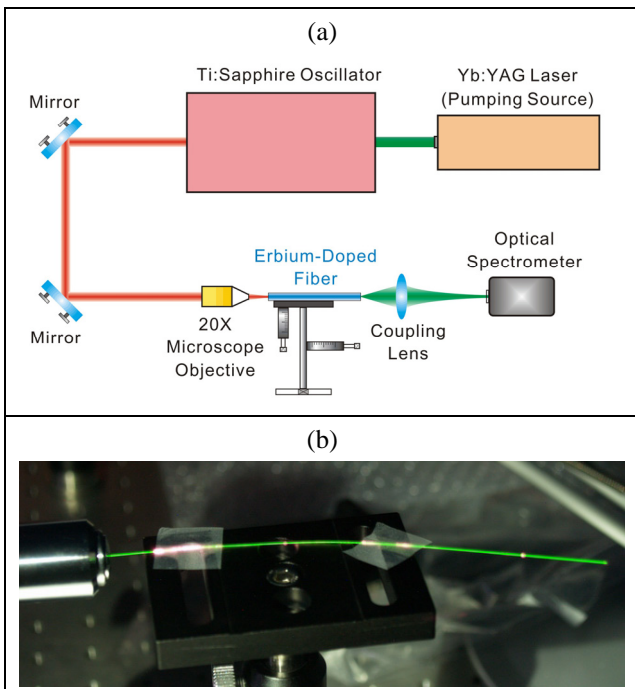 (a)
Ti:Sapphire Oscillator
Yb:YAG Laser
(Pumping Source)
Mirror
Erbium-Doped
Fiber
Optical
Spectrometer
Mirror
20X
Microscope
Objective
Coupling
Lens
(b)